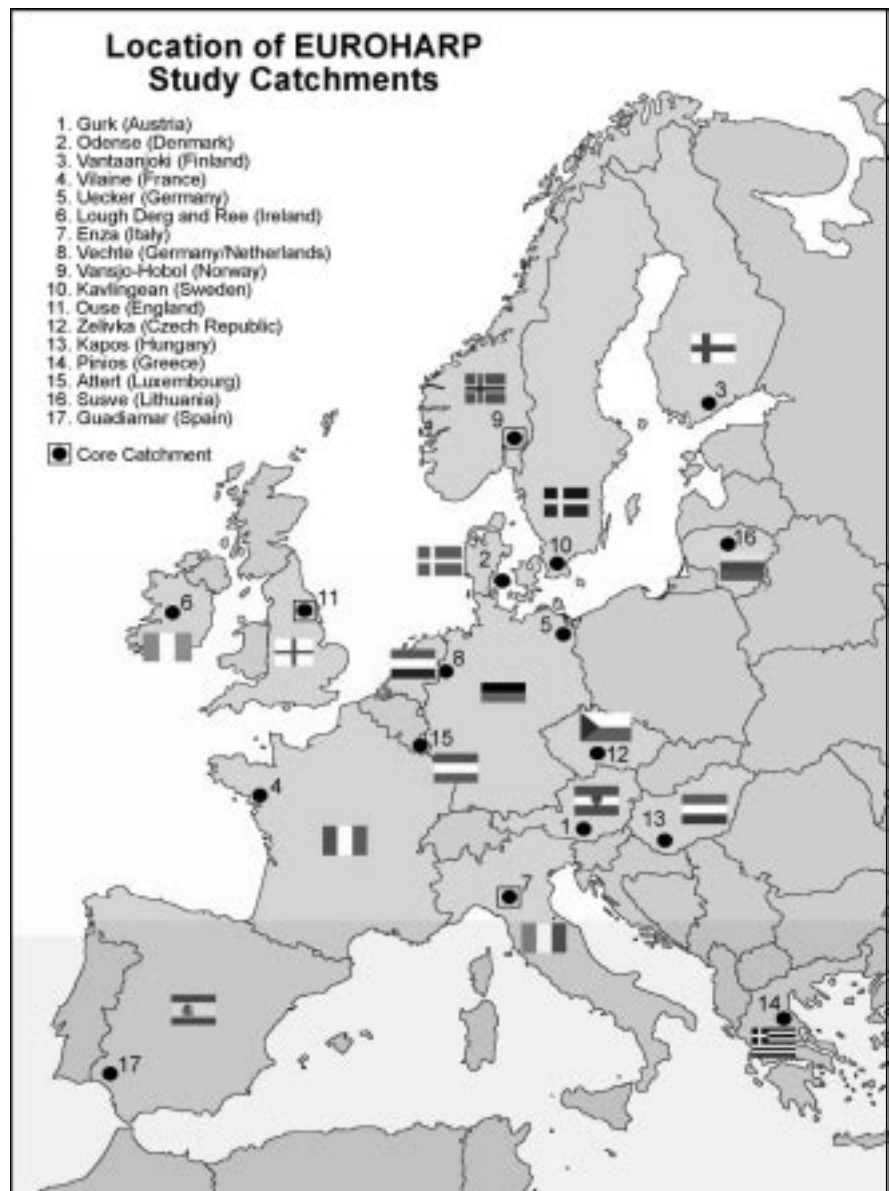 Location of EUROHARP
Study Catchments
1. Gurk (Austria)
2. Odense (Denmark)
3. Vantaanjoki (Finland)
4. Vilaine (France)
5. Uecker (Germany)
6. Lough Derg and Ree (Ireland)
7. Enza (Italy)
8. Vechte (Germany/Netherlands)
9. Vansjo-Hobol (Norway)
10. Kavlingean (Sweden)
11. Ouse (England)
12. Zelivka (Czech Republic)
13. Kapos (Hungary)
14. Pinios (Greece)
15. Attert (Luxembourg)
16. Susve (Lithuania)
17. Guadiamar (Spain)
Core Catchment
3
9
16
10
2
11
6
5
8
15
12
4
13
1
7
14
17